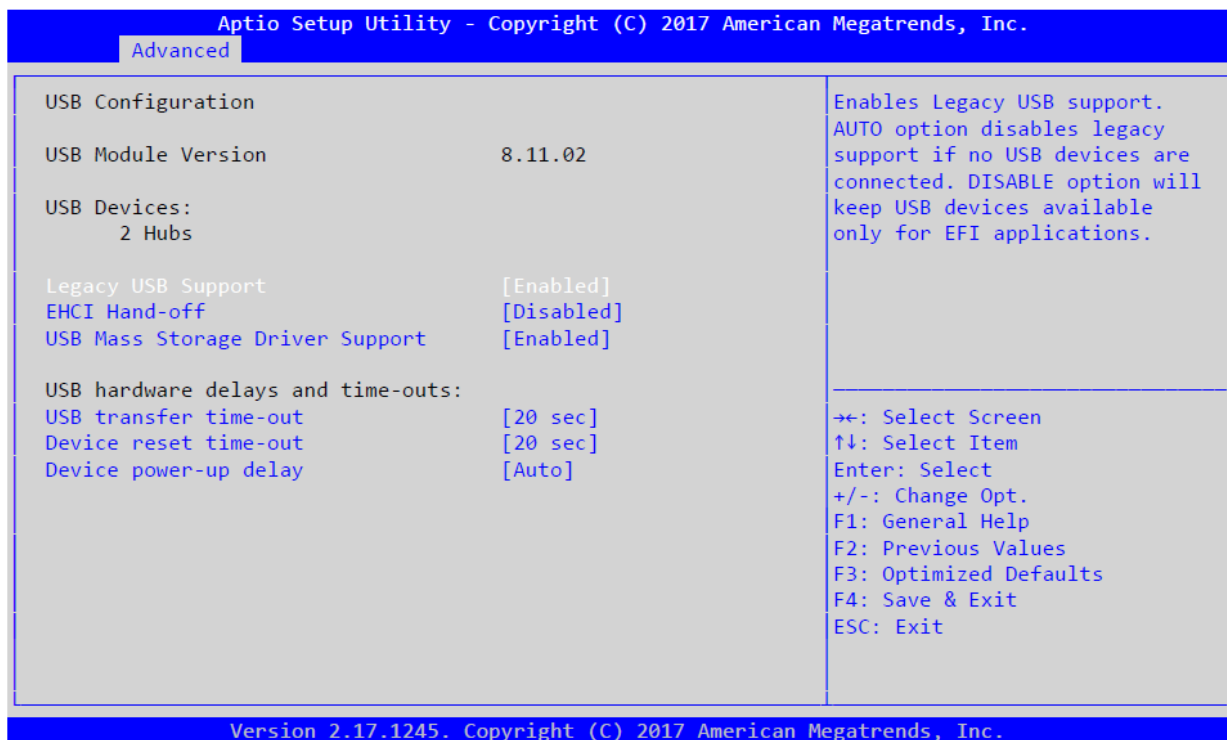 Aptio Setup Utility - Copyright (C) 2017 American Megatrends, Inc.
Advanced
USB Configuration
USB Module Version 8.11.02
USB Devices:
2 Hubs
Legacy USB Support [Enabled]
EHCI Hand-off [Disabled]
USB Mass Storage Driver Support [Enabled]
USB hardware delays and time-outs:
USB transfer time-out [20 sec]
Device reset time-out [20 sec]
Device power-up delay [Auto]
Enables Legacy USB support.
AUTO option disables legacy
support if no USB devices are
connected. DISABLE option will
keep USB devices available
only for EFI applications.
→←: Select Screen
↑↓: Select Item
Enter: Select
+/-: Change Opt.
F1: General Help
F2: Previous Values
F3: Optimized Defaults
F4: Save & Exit
ESC: Exit
Version 2.17.1245. Copyright (C) 2017 American Megatrends, Inc.